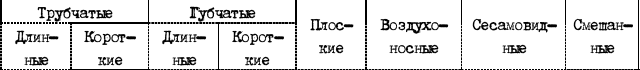 Трубчатые Губчатые Плос– Воздухо– Сесамовид– Смешан–
Длин– Корот– Длин– Корот– кие носные ные ные
ные кие ные кие